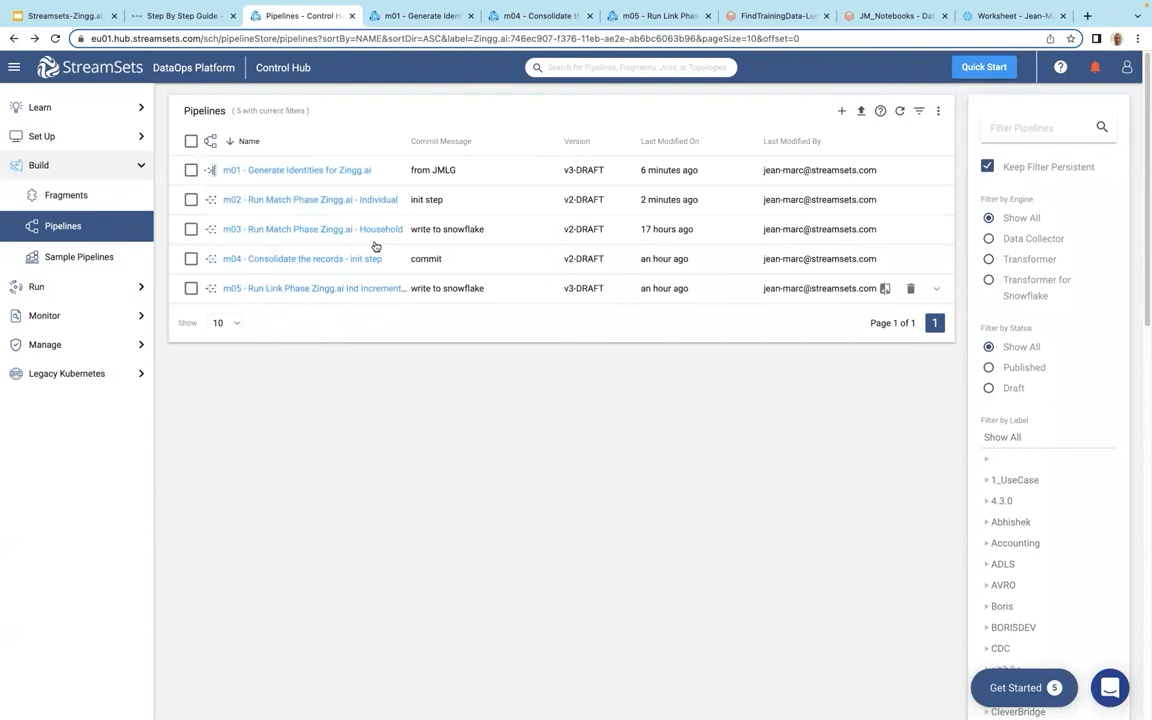 Streamsets-Zingg.ai
Step By Step Guide -
Pipelines - Control H
m01 - Generate Ident
m04 - Consolidate th
m05 - Run Link Phas
FindTrainingData-Lun
JM_Notebooks - Dat
Worksheet - Jean-M
eu01.hub.streamsets.com/sch/pipelineStore/pipelines?sortBy=NAME&sortDir=ASC&label=Zingg.ai:746ec907-f376-11eb-ae2e-ab6bc6063b96&pageSize=10&offset=0
StreamSets
DataOps Platform
Control Hub
Search for Pipelines, Fragments, Jobs, or Topologies
Quick Start
Learn
Set Up
Build
Fragments
Pipelines
Sample Pipelines
Run
Monitor
Manage
Legacy Kubernetes
Pipelines ( 5 with current filters )
Name Commit Message Version Last Modified On Last Modified By
m01 - Generate Identities for Zingg.ai from JMLG v3-DRAFT 6 minutes ago jean-marc@streamsets.com
m02 - Run Match Phase Zingg.ai - Individual init step v2-DRAFT 2 minutes ago jean-marc@streamsets.com
m03 - Run Match Phase Zingg.ai - Household write to snowflake v2-DRAFT 17 hours ago jean-marc@streamsets.com
m04 - Consolidate the records - init step commit v2-DRAFT an hour ago jean-marc@streamsets.com
m05 - Run Link Phase Zingg.ai Ind Increment... write to snowflake v3-DRAFT an hour ago jean-marc@streamsets.com
Show 10 Page 1 of 1 1
Filter Pipelines
Keep Filter Persistent
Filter by Engine
Show All
Data Collector
Transformer
Transformer for
Snowflake
Filter by Status
Show All
Published
Draft
Filter by Label
Show All
1_UseCase
4.3.0
Abhishek
Accounting
ADLS
AVRO
Boris
BORISDEV
CDC
Get Started 5
CleverBridge